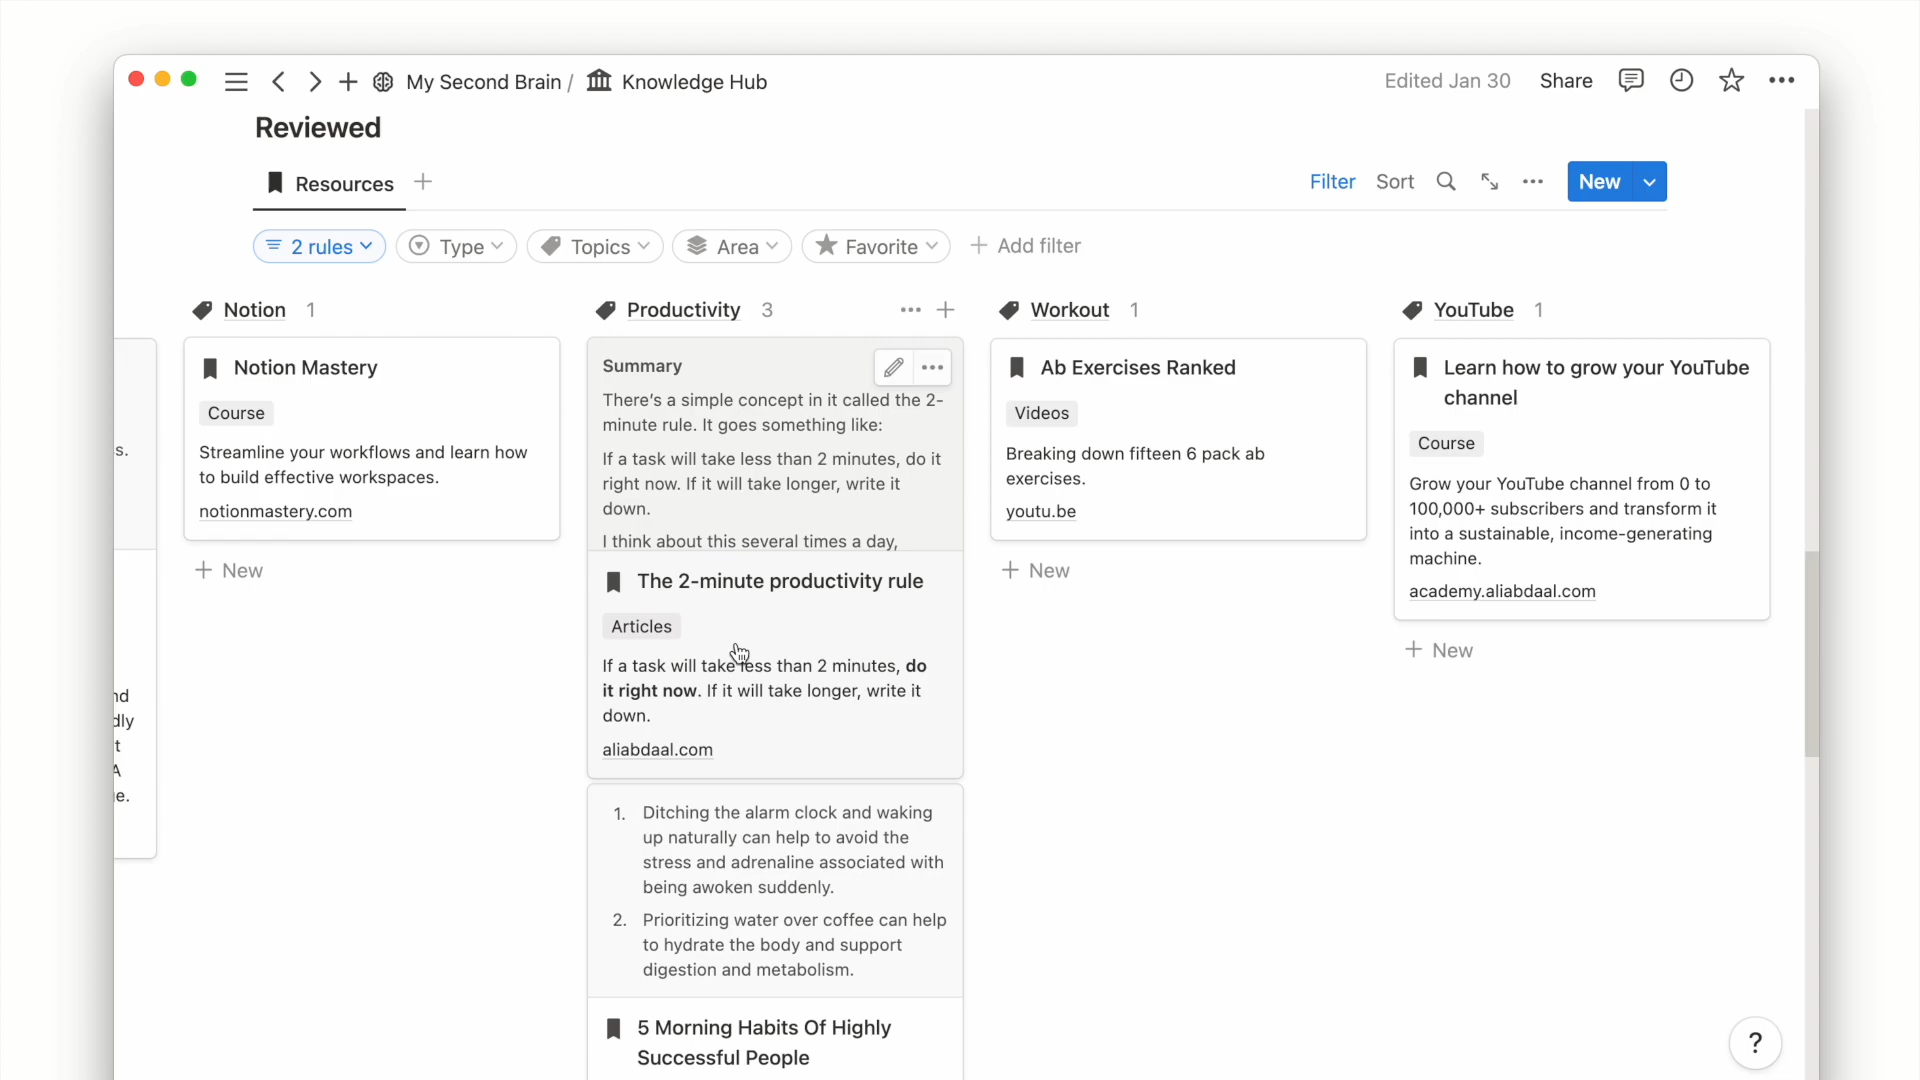 My Second Brain / Knowledge Hub
Edited Jan 30
Share
Reviewed
Resources
Filter
Sort
New
2 rules
Type
Topics
Area
Favorite
Add filter
s.
nd
dly
t
A
e.
Notion 1
Notion Mastery
Course
Streamline your workflows and learn how
to build effective workspaces.
notionmastery.com
+ New
Productivity 3
Summary
There's a simple concept in it called the 2-
minute rule. It goes something like:
If a task will take less than 2 minutes, do it
right now. If it will take longer, write it
down.
I think about this several times a day,
The 2-minute productivity rule
Articles
If a task will take less than 2 minutes, do
it right now. If it will take longer, write it
down.
aliabdaal.com
1. Ditching the alarm clock and waking
up naturally can help to avoid the
stress and adrenaline associated with
being awoken suddenly.
2. Prioritizing water over coffee can help
to hydrate the body and support
digestion and metabolism.
5 Morning Habits Of Highly
Successful People
Workout 1
Ab Exercises Ranked
Videos
Breaking down fifteen 6 pack ab
exercises.
youtu.be
+ New
YouTube 1
Learn how to grow your YouTube
channel
Course
Grow your YouTube channel from 0 to
100,000+ subscribers and transform it
into a sustainable, income-generating
machine.
academy.aliabdaal.com
+ New
?